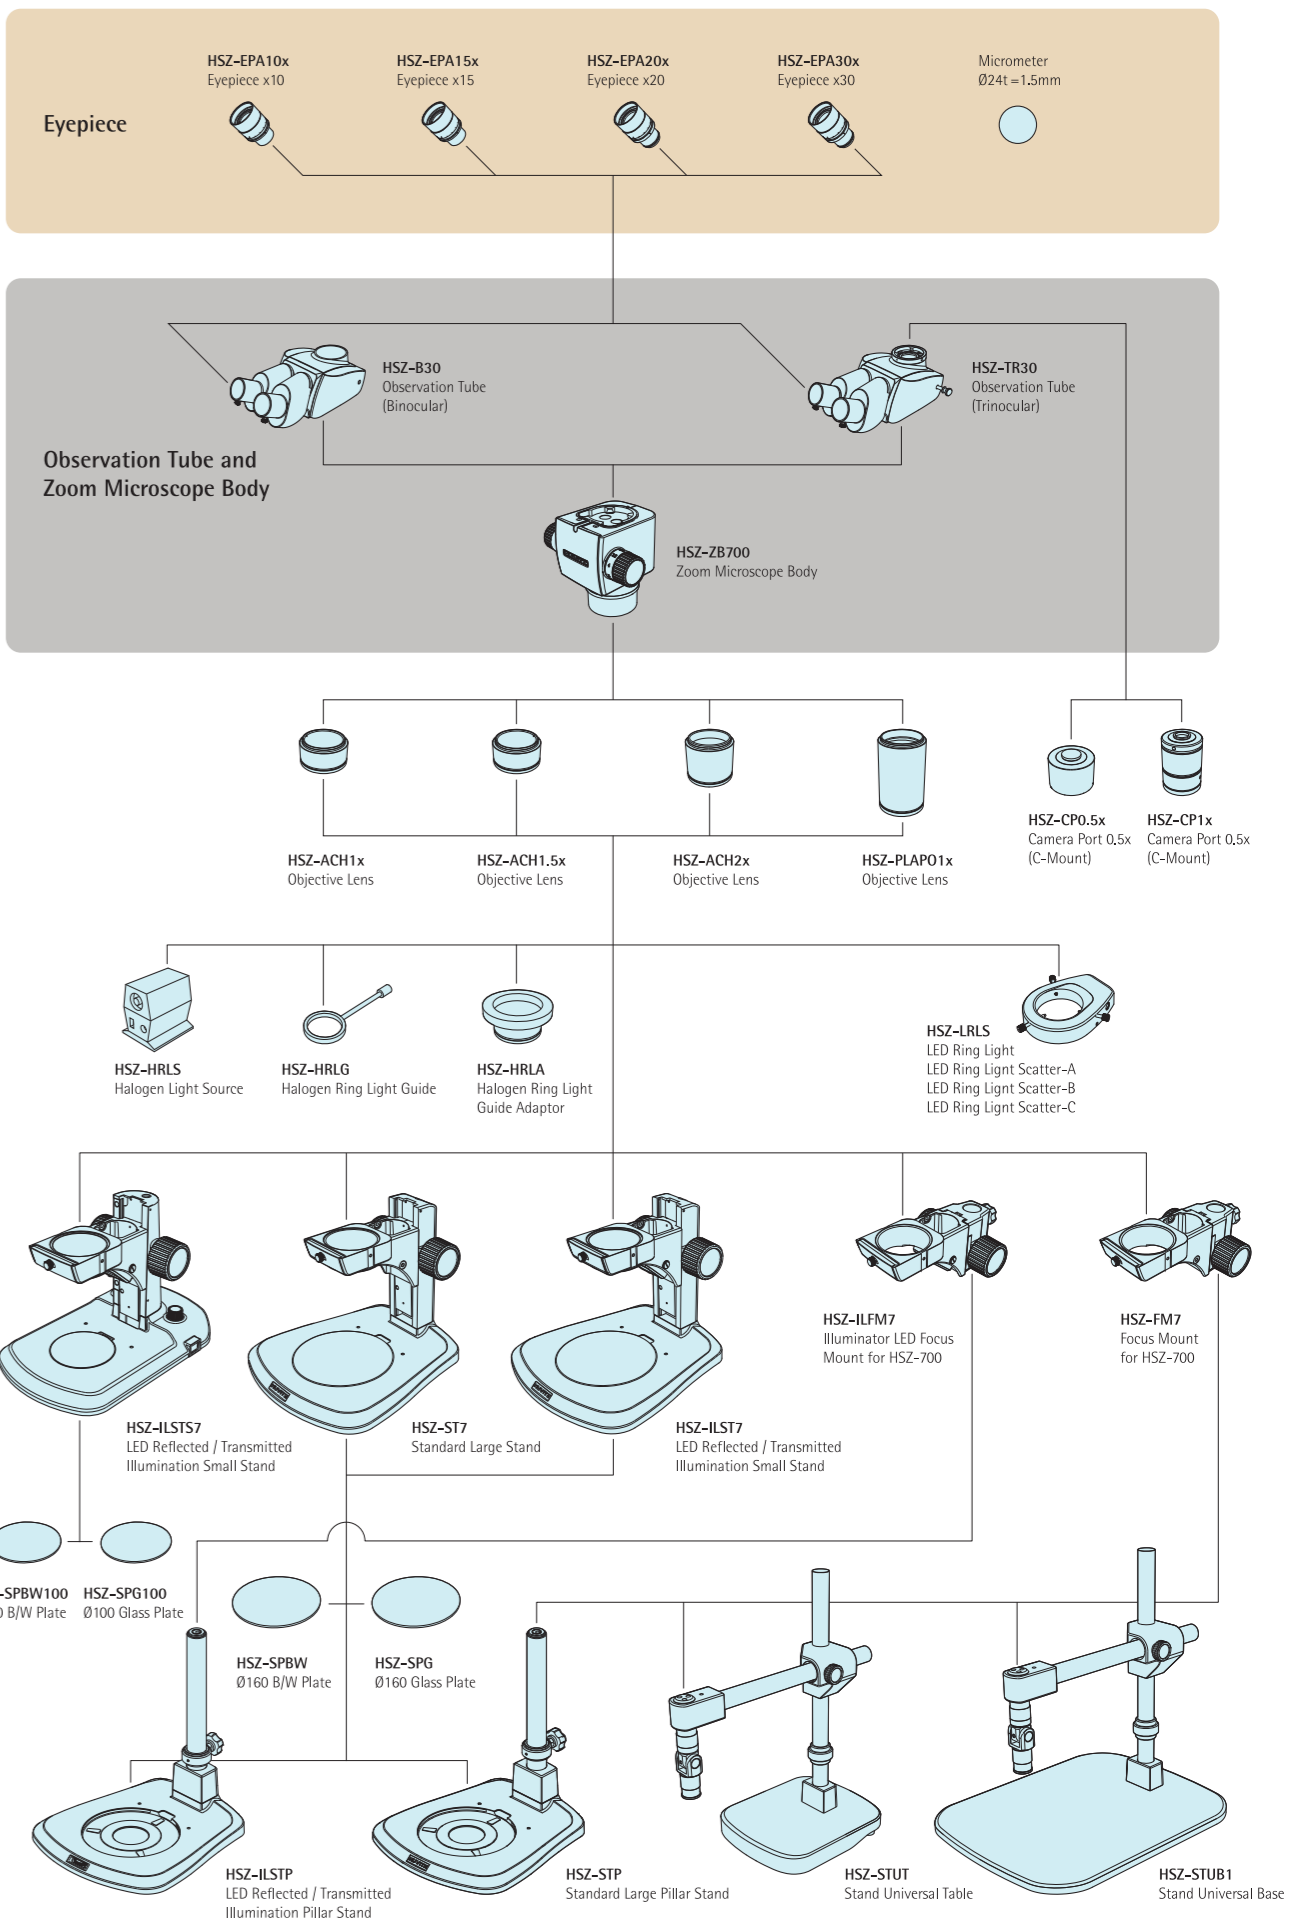 HSZ-EPA10x
Eyepiece x10
HSZ-EPA15x
Eyepiece x15
HSZ-EPA20x
Eyepiece x20
HSZ-EPA30x
Eyepiece x30
Micrometer
Ø24t=1.5mm
Eyepiece
HSZ-B30
Observation Tube
(Binocular)
HSZ-TR30
Observation Tube
(Trinocular)
Observation Tube and
Zoom Microscope Body
HSZ-ZB700
Zoom Microscope Body
HSZ-CP0.5x
Camera Port 0.5x
(C-Mount)
HSZ-CP1x
Camera Port 0.5x
(C-Mount)
HSZ-ACH1x
Objective Lens
HSZ-ACH1.5x
Objective Lens
HSZ-ACH2x
Objective Lens
HSZ-PLAPO1x
Objective Lens
HSZ-HRLS
Halogen Light Source
HSZ-HRLG
Halogen Ring Light Guide
HSZ-HRLA
Halogen Ring Light
Guide Adaptor
HSZ-LRLS
LED Ring Light
LED Ring Lignt Scatter-A
LED Ring Lignt Scatter-B
LED Ring Lignt Scatter-C
HSZ-ILFM7
Illuminator LED Focus
Mount for HSZ-700
HSZ-FM7
Focus Mount
for HSZ-700
HSZ-ILSTS7
LED Reflected / Transmitted
Illumination Small Stand
HSZ-ST7
Standard Large Stand
HSZ-ILST7
LED Reflected / Transmitted
Illumination Small Stand
-SPBW100
0 B/W Plate
HSZ-SPG100
Ø100 Glass Plate
HSZ-SPBW
Ø160 B/W Plate
HSZ-SPG
Ø160 Glass Plate
HSZ-ILSTP
LED Reflected / Transmitted
Illumination Pillar Stand
HSZ-STP
Standard Large Pillar Stand
HSZ-STUT
Stand Universal Table
HSZ-STUB1
Stand Universal Base